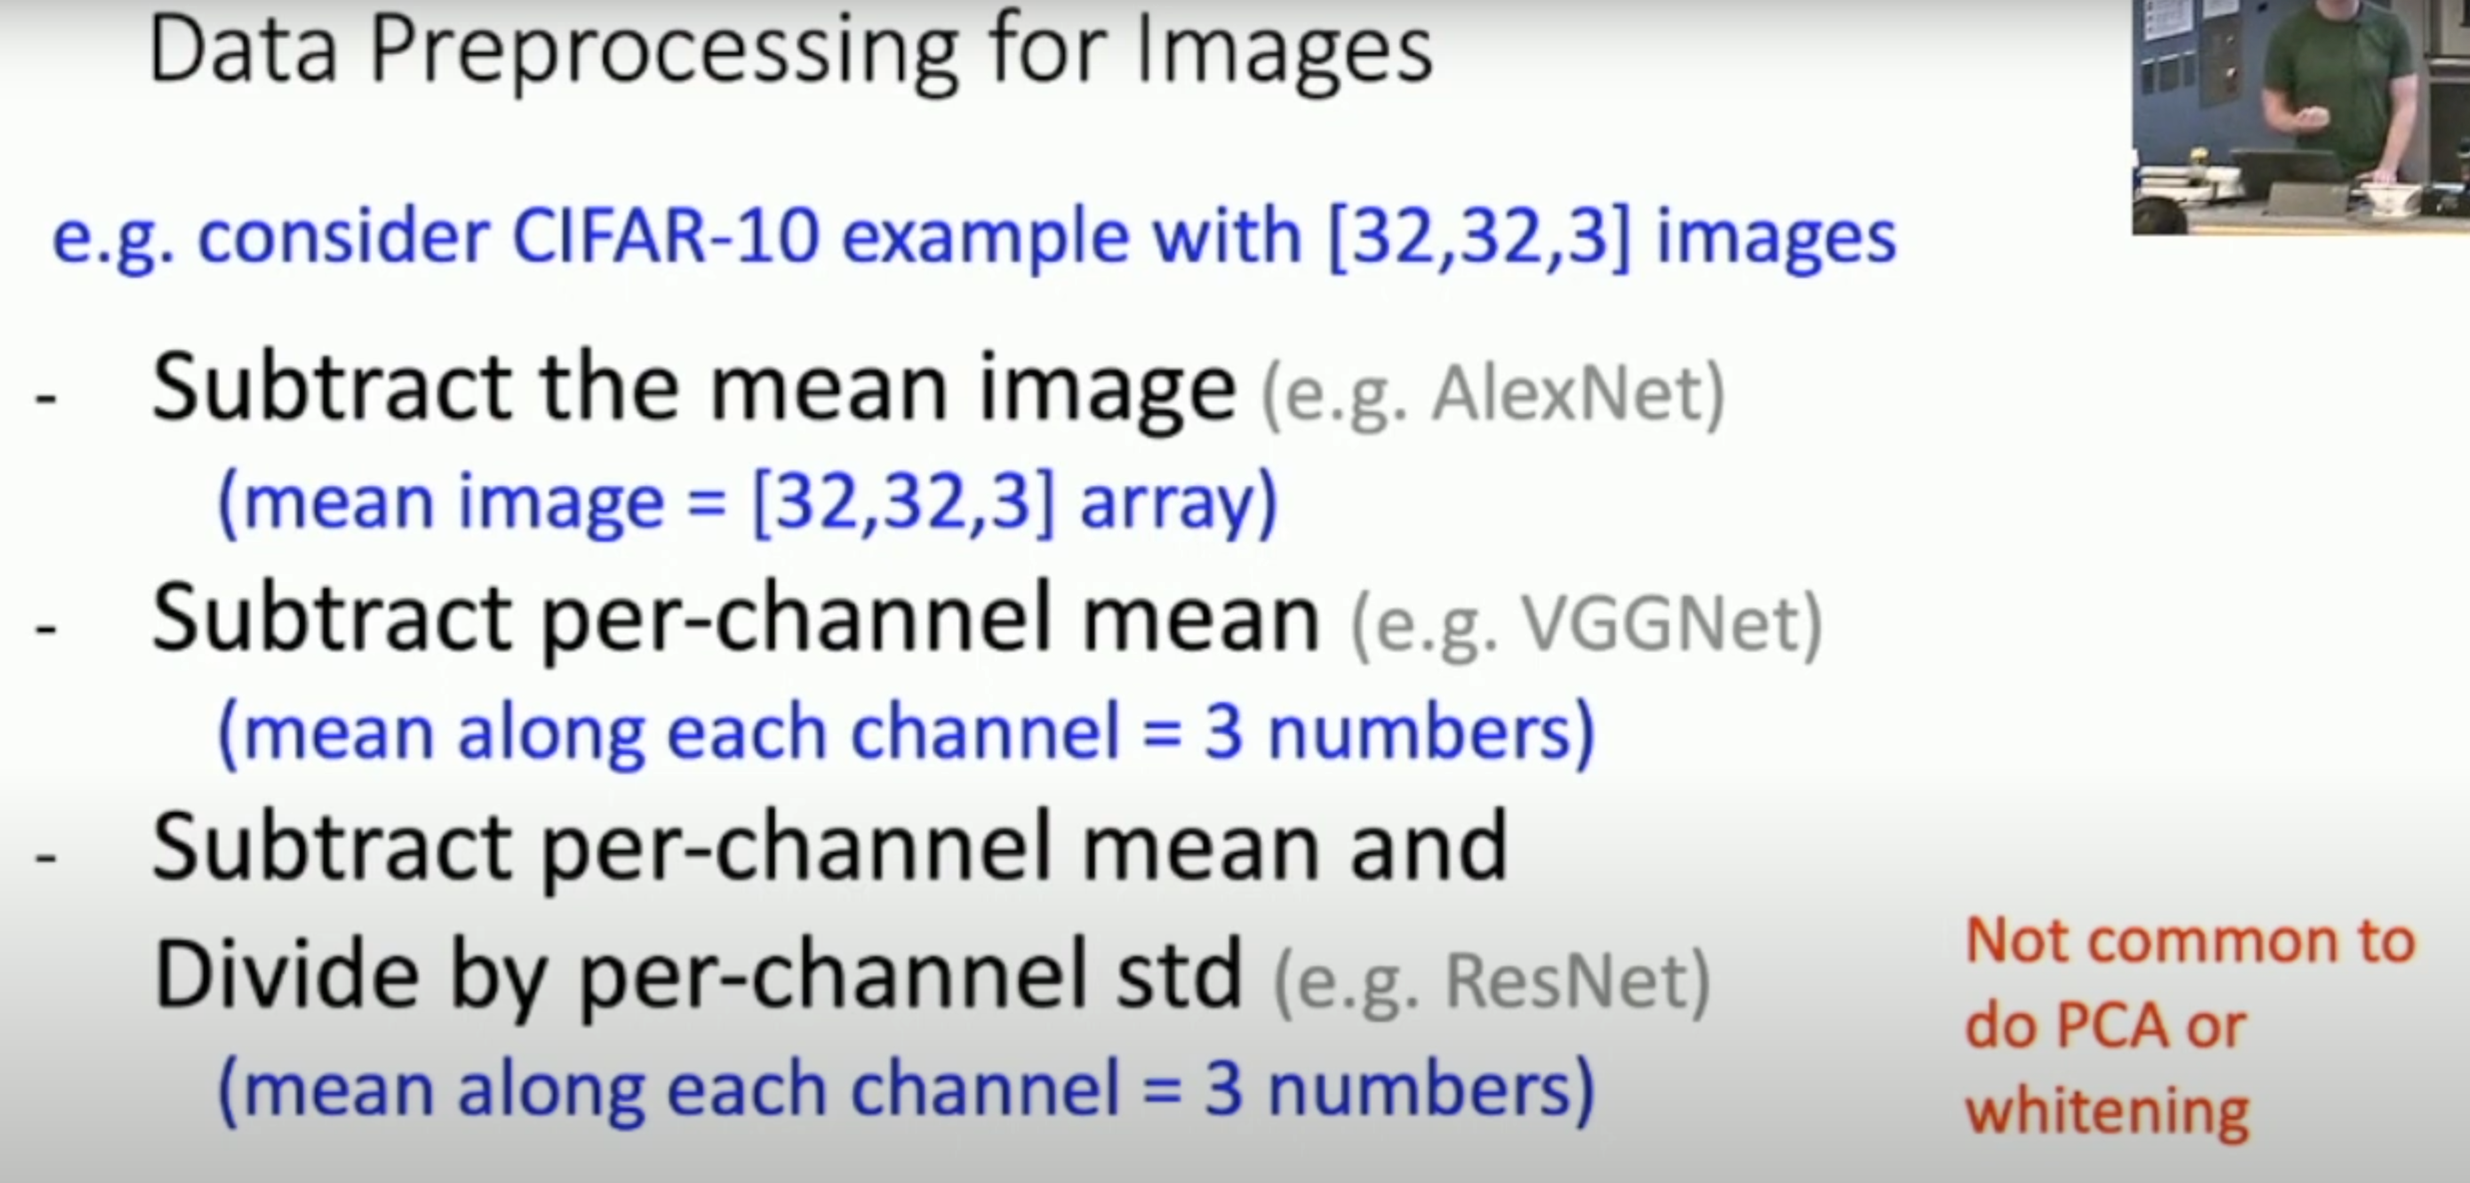 Data Preprocessing for Images
e.g. consider CIFAR-10 example with [32,32,3] images
- Subtract the mean image (e.g. AlexNet)
(mean image = [32,32,3] array)
- Subtract per-channel mean (e.g. VGGNet)
(mean along each channel = 3 numbers)
- Subtract per-channel mean and
Divide by per-channel std (e.g. ResNet)
(mean along each channel = 3 numbers)
Not common to
do PCA or
whitening